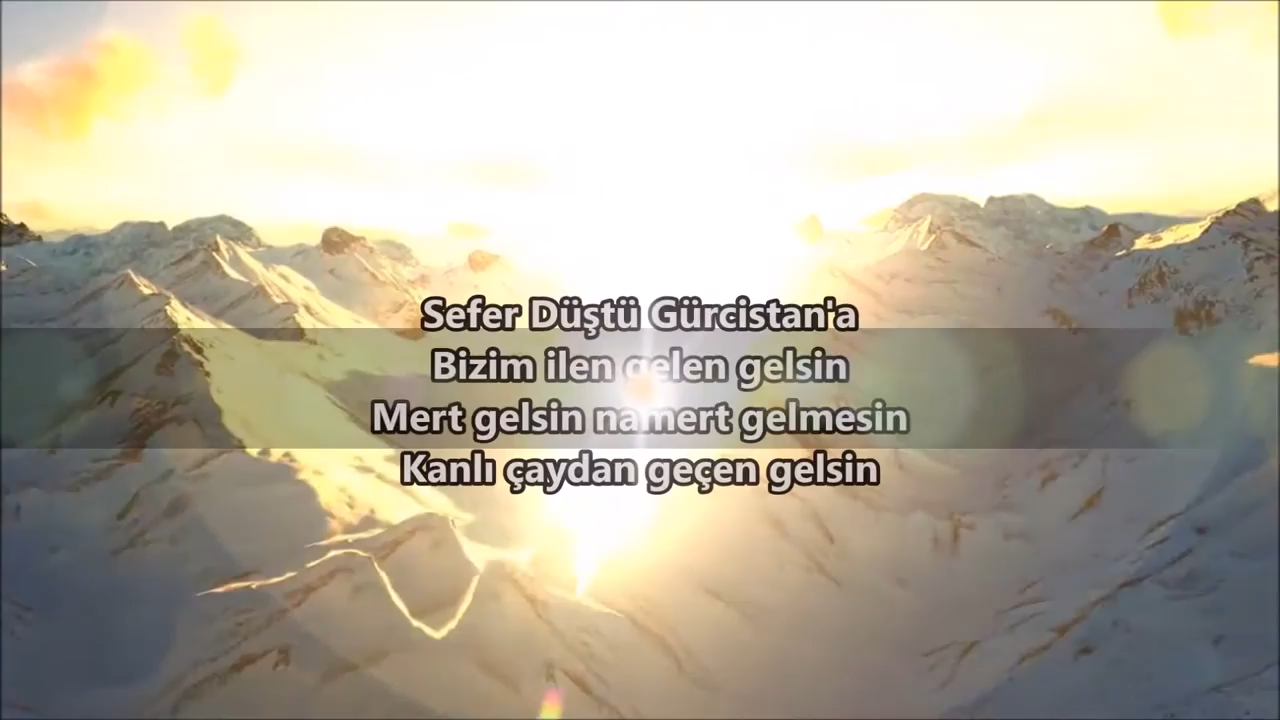 Sefer Düştü Gürcistan'a
Bizim ilen gelen gelsin
Mert gelsin namert gelmesin
Kanlı çaydan geçen gelsin